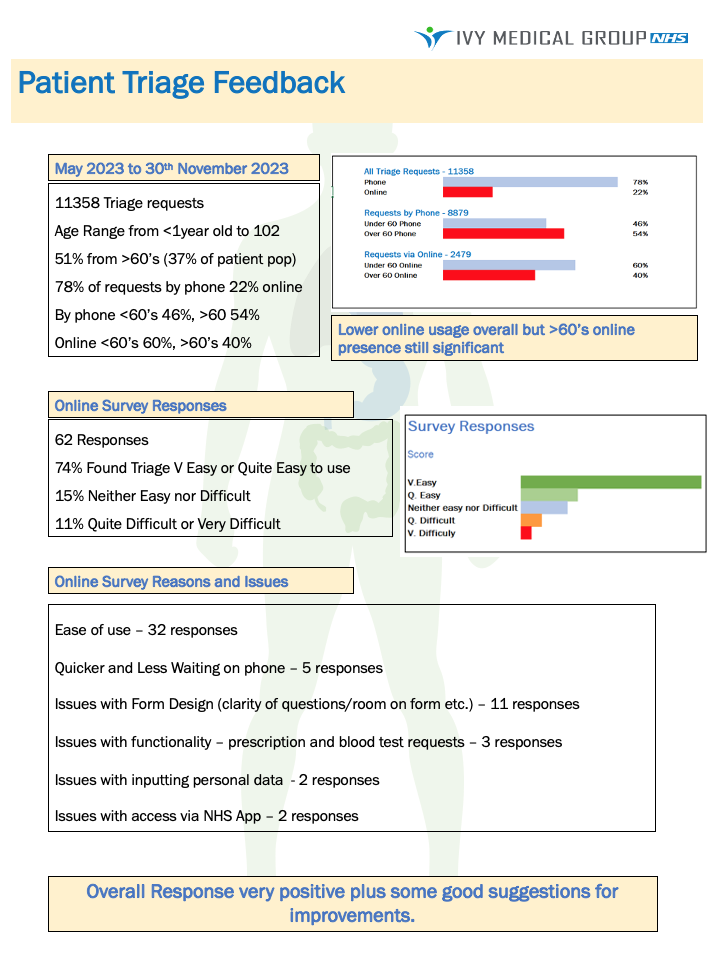 IVY MEDICAL GROUP NHS
Patient Triage Feedback
May 2023 to 30th November 2023
11358 Triage requests
Age Range from <1year old to 102
51% from >60's (37% of patient pop)
78% of requests by phone 22% online
By phone <60's 46%, >60 54%
Online <60's 60%, >60's 40%
All Triage Requests - 11358
Phone 78%
Online 22%
Requests by Phone - 8879
Under 60 Phone 46%
Over 60 Phone 54%
Requests via Online - 2479
Under 60 Online 60%
Over 60 Online 40%
Lower online usage overall but >60's online
presence still significant
Online Survey Responses
62 Responses
74% Found Triage V Easy or Quite Easy to use
15% Neither Easy nor Difficult
11% Quite Difficult or Very Difficult
Survey Responses
Score
V.Easy
Q. Easy
Neither easy nor Difficult
Q. Difficult
V. Difficuly
Online Survey Reasons and Issues
Ease of use – 32 responses
Quicker and Less Waiting on phone – 5 responses
Issues with Form Design (clarity of questions/room on form etc.) – 11 responses
Issues with functionality – prescription and blood test requests – 3 responses
Issues with inputting personal data - 2 responses
Issues with access via NHS App – 2 responses
Overall Response very positive plus some good suggestions for
improvements.